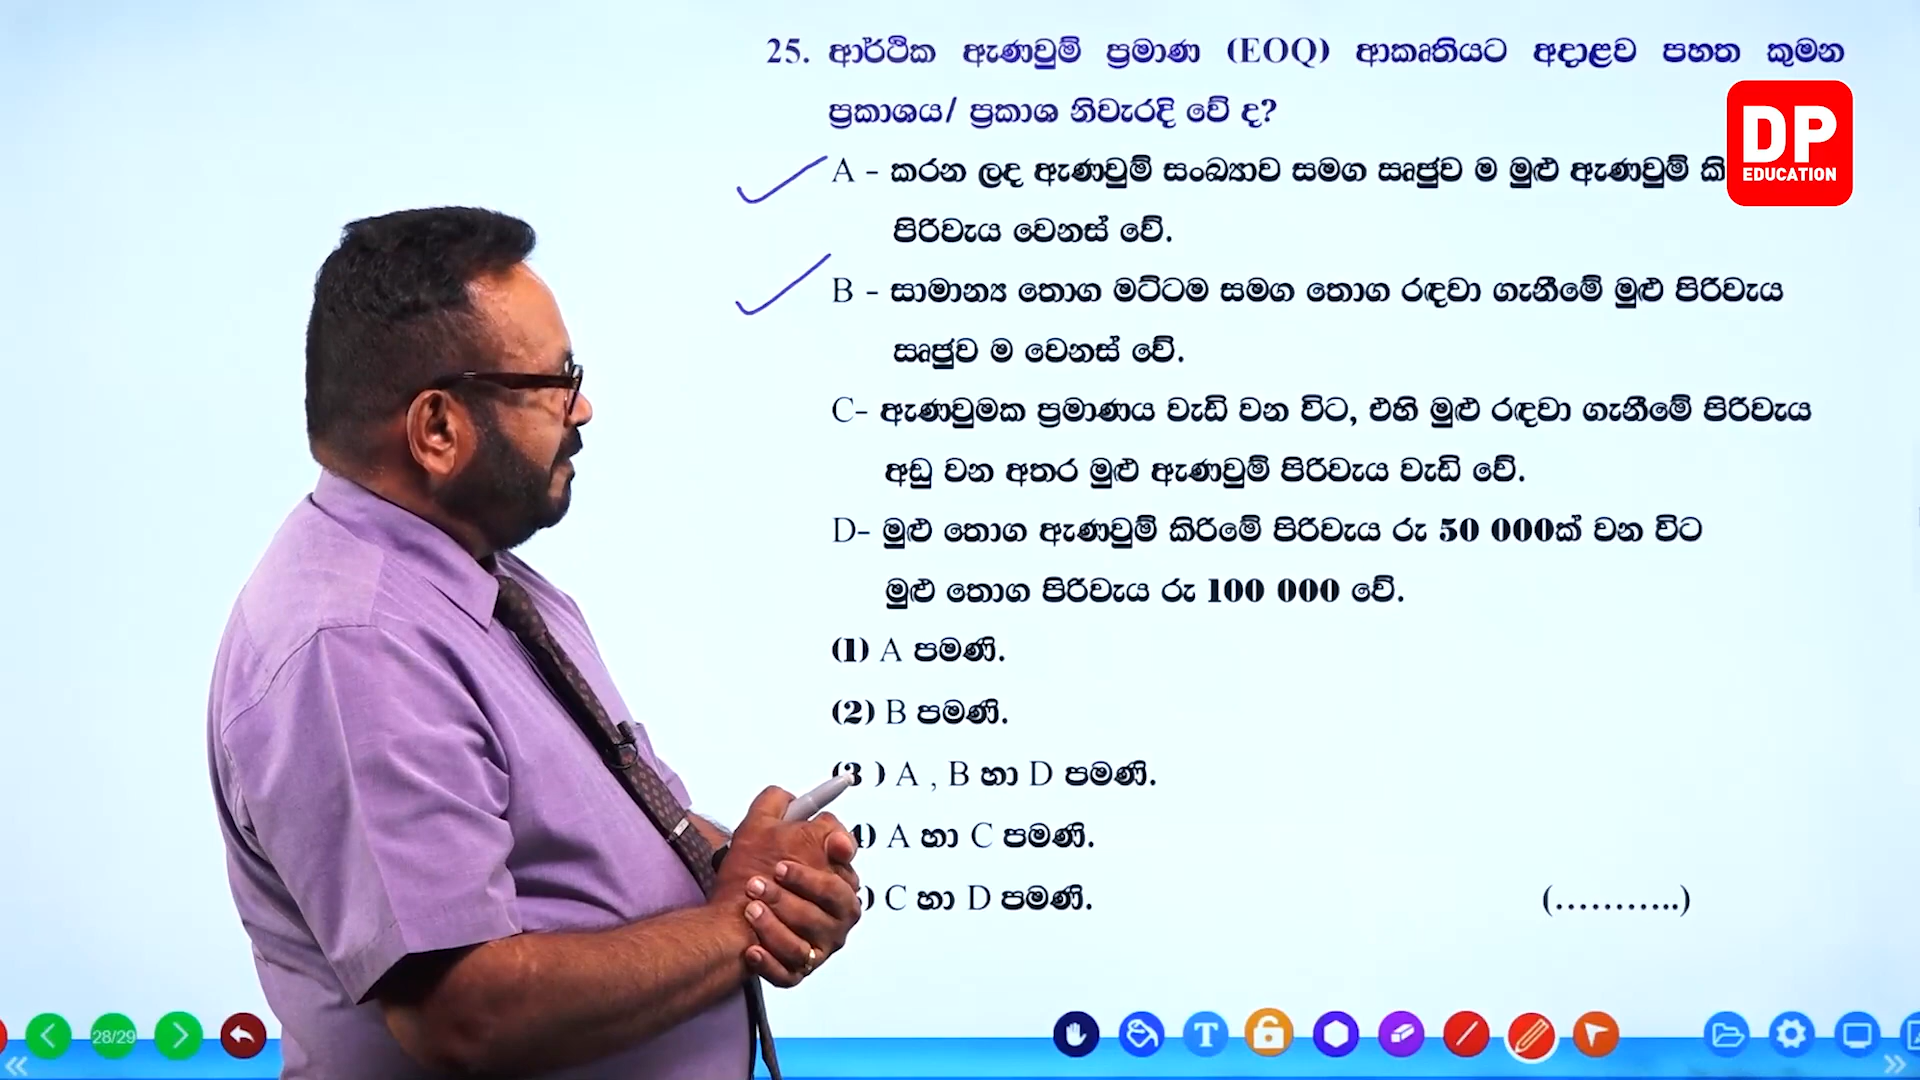 25. ආර්ථික ඇණවුම් ප්‍රමාණ (EOQ) ආකෘතියට අදාළව පහත කුමන
ප්‍රකාශය/ ප්‍රකාශ නිවැරදි වේ ද?
DP
EDUCATION
A - කරන ලද ඇණවුම් සංඛ්‍යාව සමග සෘජුව ම මුළු ඇණවුම්
පිරිවැය වෙනස් වේ.
B - සාමාන්‍ය තොග මට්ටම සමග තොග රඳවා ගැනීමේ මුළු පිරිවැය
සෘජුව ම වෙනස් වේ.
C- ඇණවුමක ප්‍රමාණය වැඩි වන විට, එහි මුළු රඳවා ගැනීමේ පිරිවැය
අඩු වන අතර මුළු ඇණවුම් පිරිවැය වැඩි වේ.
D- මුළු තොග ඇණවුම් කිරිමේ පිරිවැය රු 50 000ක් වන විට
මුළු තොග පිරිවැය රු 100 000 වේ.
(1) A පමණි.
(2) B පමණි.
(3 ) A , B හා D පමණි.
4) A හා C පමණි.
) C හා D පමණි. (………..)
28/29
T